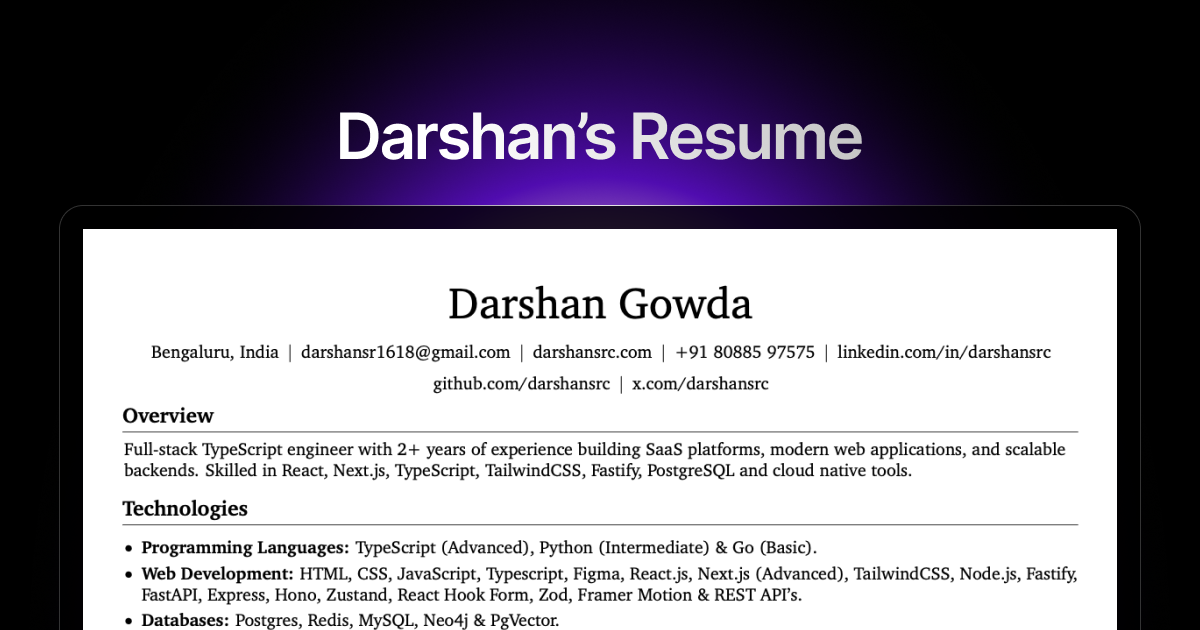 Darshan’s Resume
Darshan Gowda
Bengaluru, India | darshansr1618@gmail.com | darshansrc.com | +91 80885 97575 | linkedin.com/in/darshansrc
github.com/darshansrc | x.com/darshansrc
Overview
Full-stack TypeScript engineer with 2+ years of experience building SaaS platforms, modern web applications, and scalable
backends. Skilled in React, Next.js, TypeScript, TailwindCSS, Fastify, PostgreSQL and cloud native tools.
Technologies
• Programming Languages: TypeScript (Advanced), Python (Intermediate) & Go (Basic).
• Web Development: HTML, CSS, JavaScript, Typescript, Figma, React.js, Next.js (Advanced), TailwindCSS, Node.js, Fastify,
FastAPI, Express, Hono, Zustand, React Hook Form, Zod, Framer Motion & REST API’s.
• Databases: Postgres, Redis, MySQL, Neo4j & PgVector.